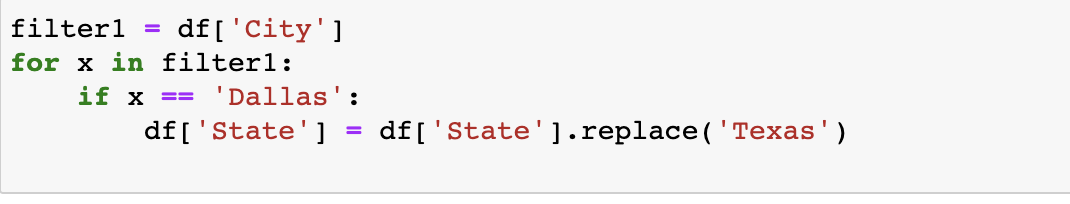 filter1 = df['City']
for x in filter1:
    if x == 'Dallas':
        df['State'] = df['State'].replace('Texas')